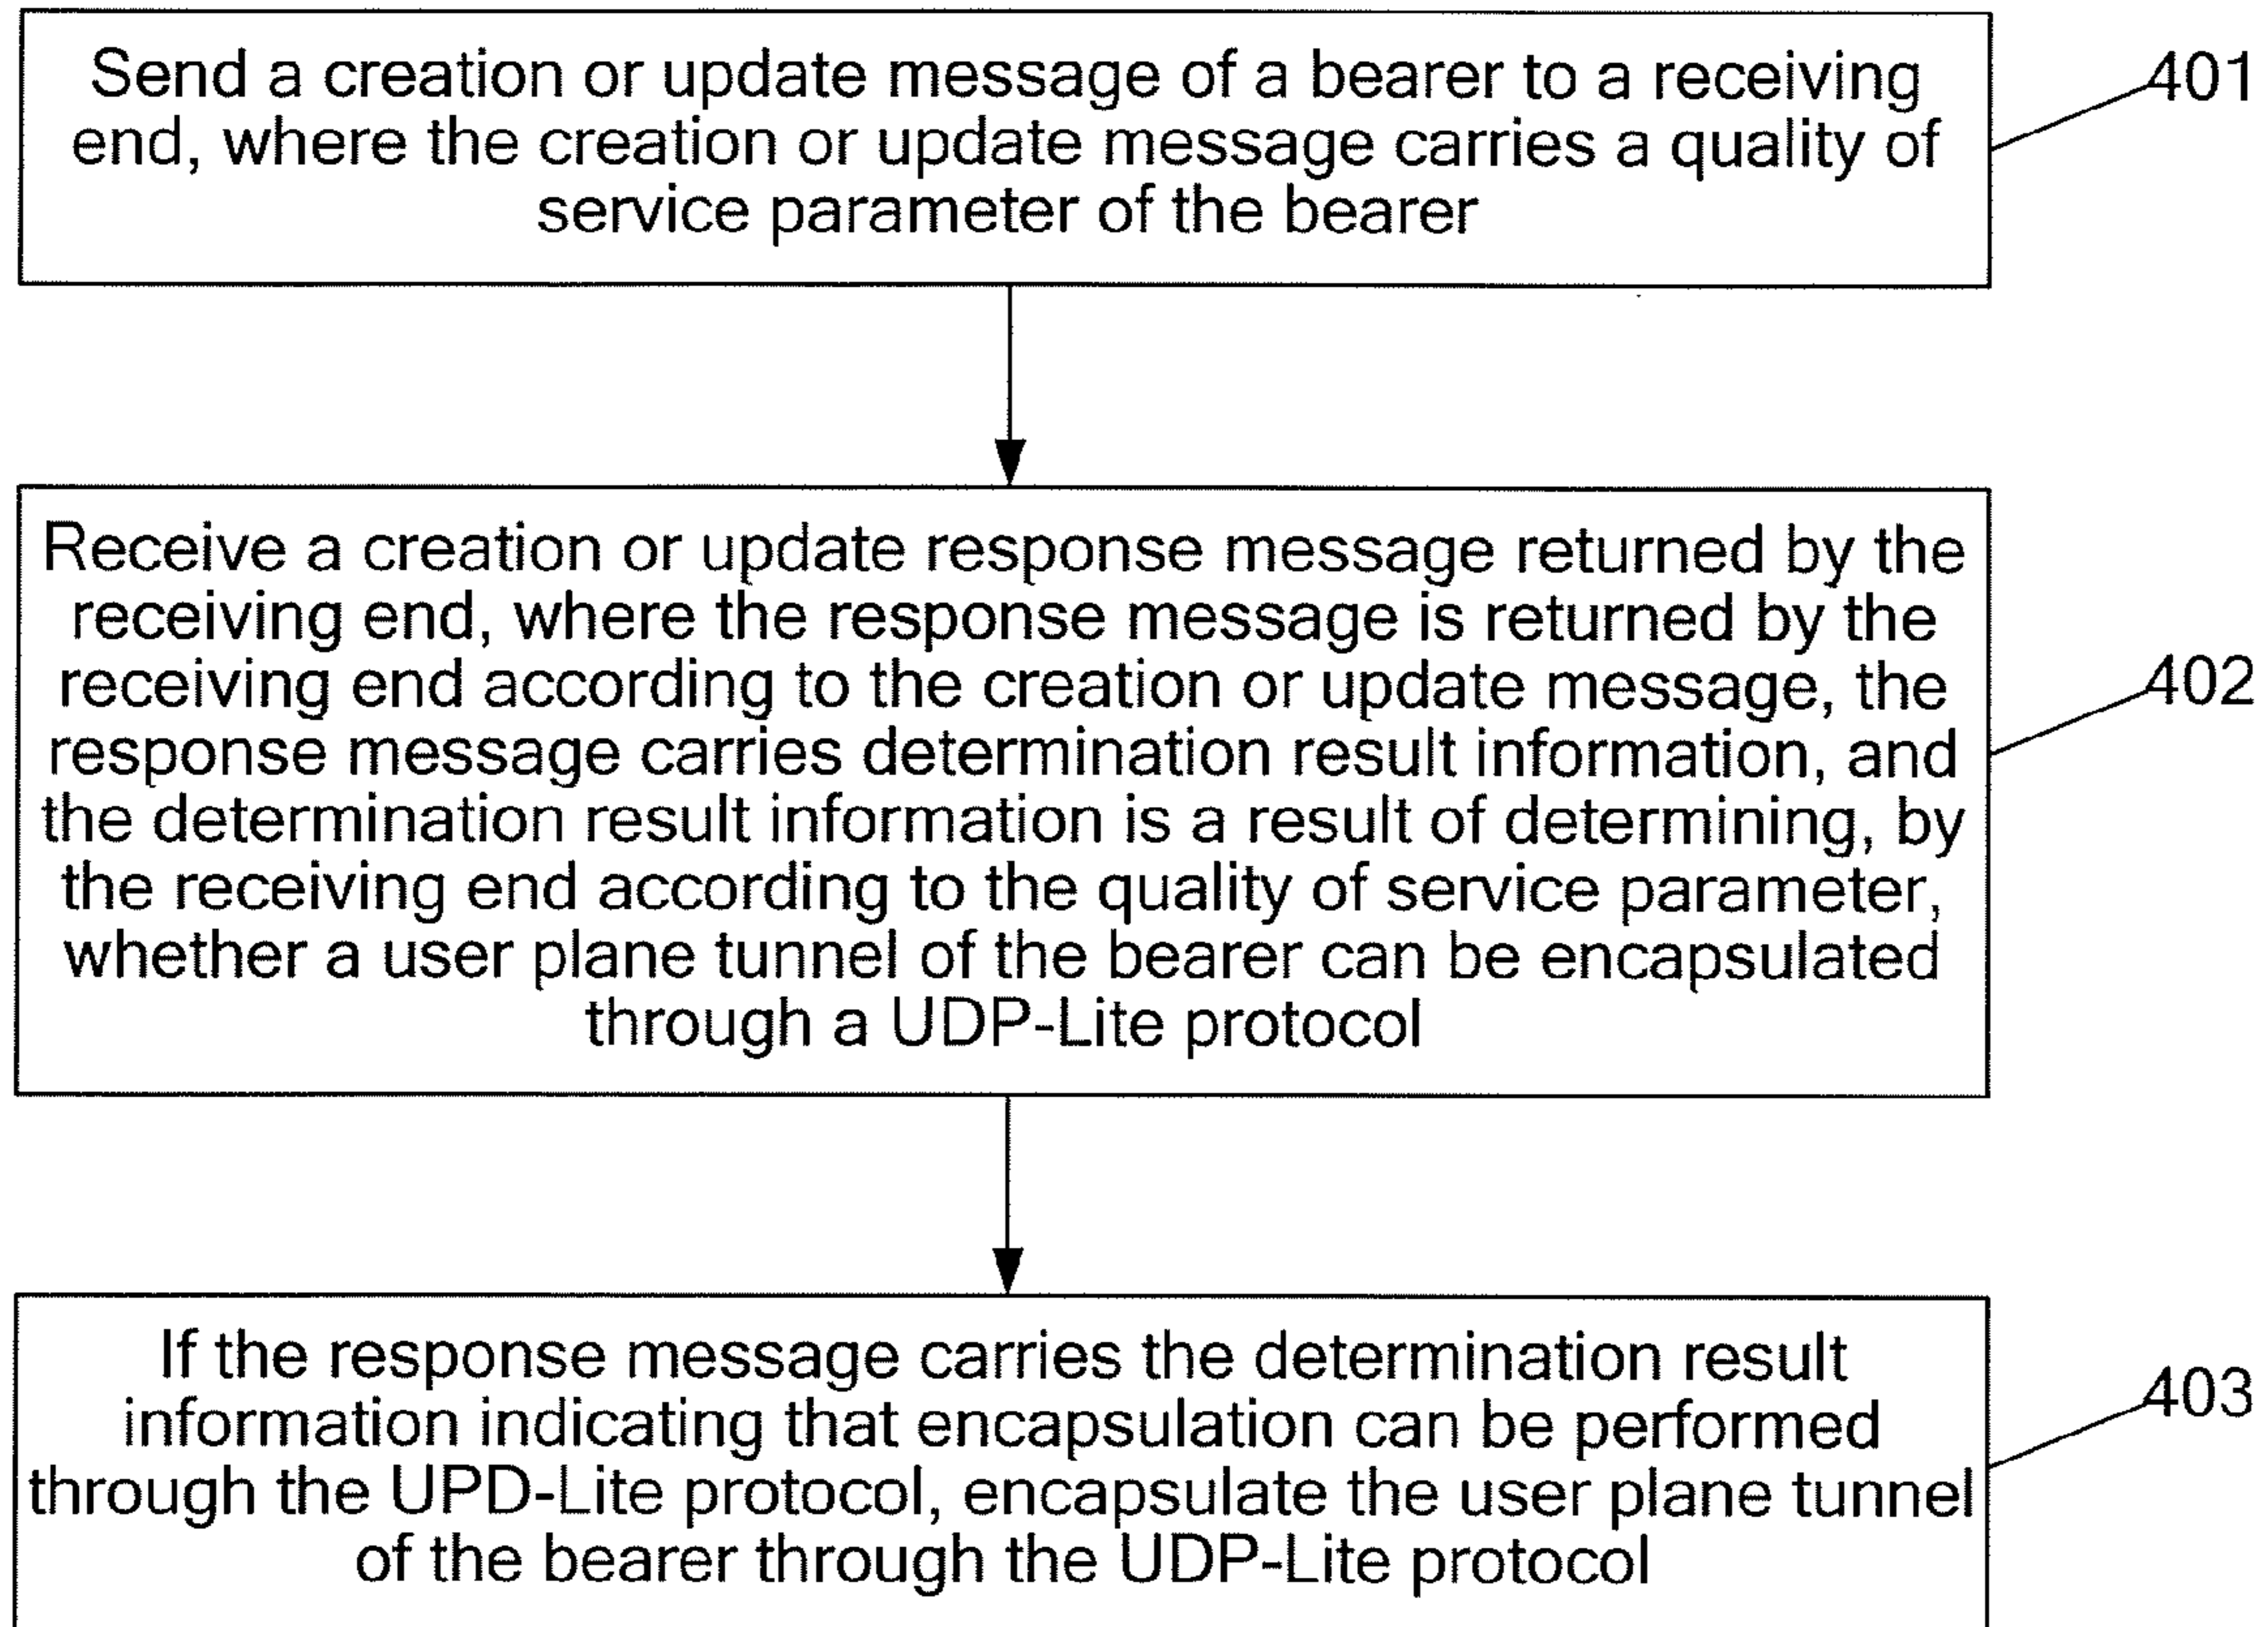 Send a creation or update message of a bearer to a receiving
end, where the creation or update message carries a quality of
service parameter of the bearer
401
Receive a creation or update response message returned by the
receiving end, where the response message is returned by the
receiving end according to the creation or update message, the
response message carries determination result information, and
the determination result information is a result of determining, by
the receiving end according to the quality of service parameter,
whether a user plane tunnel of the bearer can be encapsulated
through a UDP-Lite protocol
402
If the response message carries the determination result
information indicating that encapsulation can be performed
through the UPD-Lite protocol, encapsulate the user plane tunnel
of the bearer through the UDP-Lite protocol
403